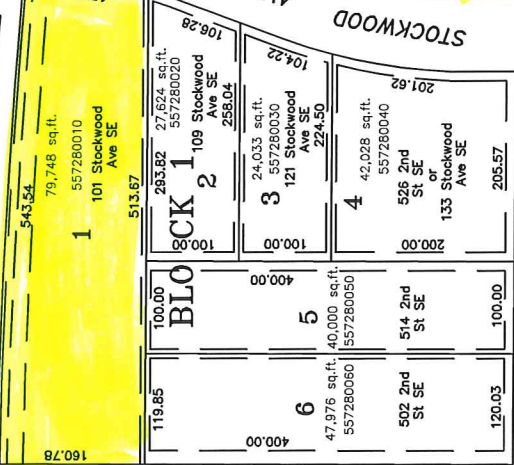 STOCKWOOD
543.54
79,748 sq.ft.
557280010
101 Stockwood
Ave SE
1
513.67
160.78
BLOCK 1
106.28
27,624 sq.ft.
557280020
109 Stockwood
Ave SE
258.04
293.82
2
100.00
104.22
24,033 sq.ft.
557280030
121 Stockwood
Ave SE
224.50
3
100.00
201.62
42,028 sq.ft.
557280040
526 2nd
St SE
or
133 Stockwood
Ave SE
205.57
4
200.00
400.00
100.00
5
40,000 sq.ft.
557280050
514 2nd
St SE
100.00
119.85
6
47,976 sq.ft.
557280060
502 2nd
St SE
120.03
400.00